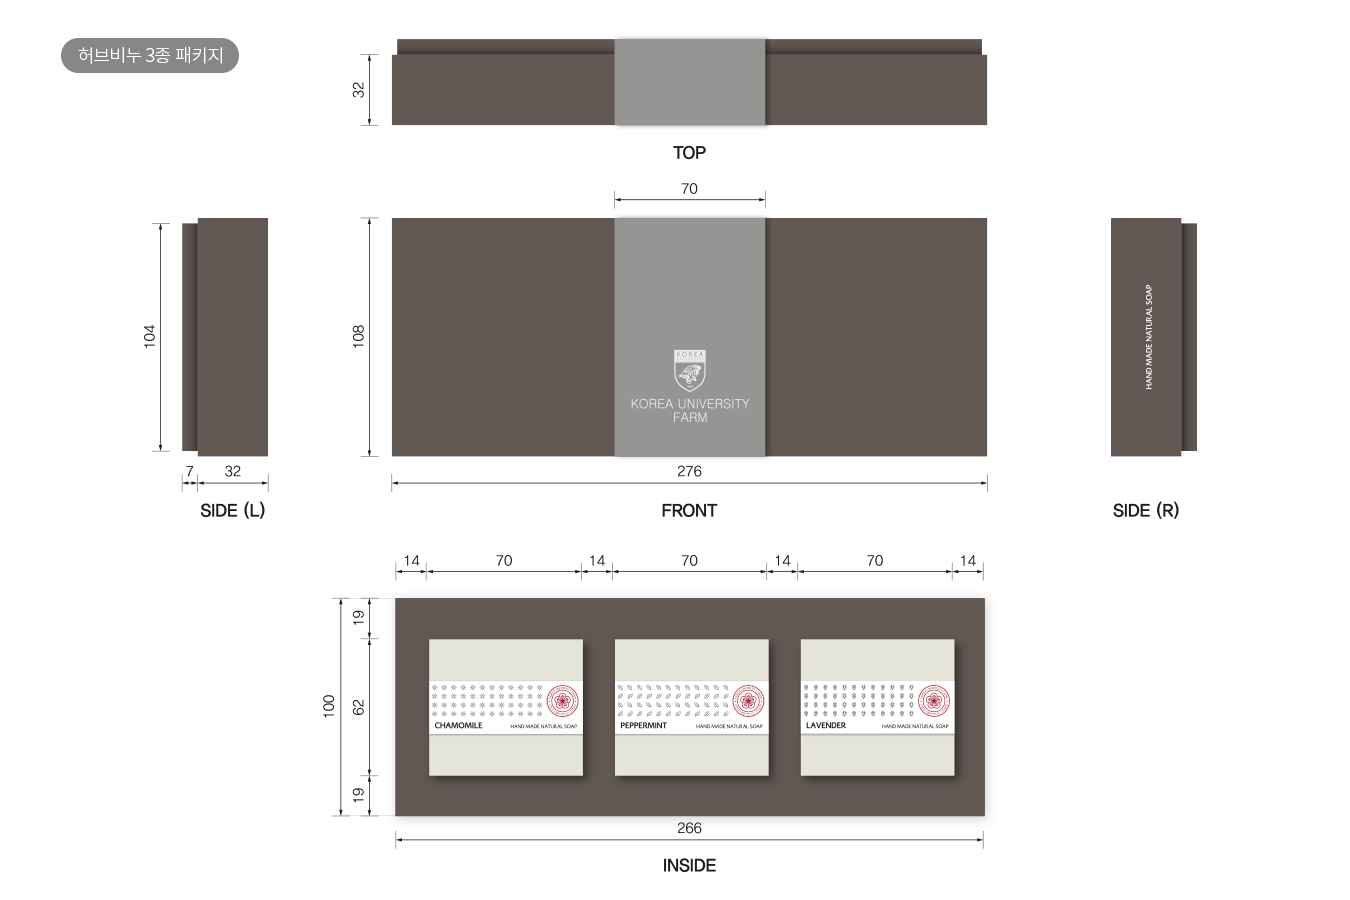 허브비누 3종 패키지
32
TOP
70
104
7
32
SIDE (L)
108
KOREA
KOREA UNIVERSITY
FARM
276
FRONT
HAND MADE NATURAL SOAP
SIDE (R)
14
70
14
70
14
70
14
100
19
62
19
CHAMOMILE
HAND MADE NATURAL SOAP
PEPPERMINT
HAND MADE NATURAL SOAP
LAVENDER
HAND MADE NATURAL SOAP
266
INSIDE